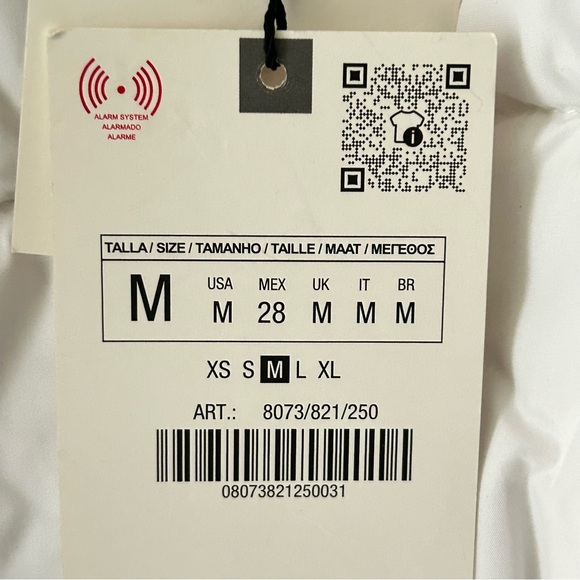 ALARM SYSTEM
ALARMADO
ALARME
TALLA / SIZE / TAMANHO / TAILLE / MAAT / ΜΕΓΕΘΟΣ
M
USA MEX UK IT BR
M 28 M M M
XS S M L XL
ART.: 8073/821/250
08073821250031